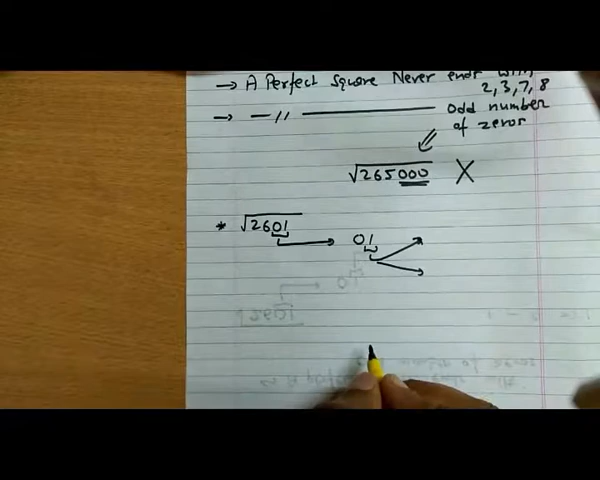 → A Perfect Square Never ends with
2,3,7,8
→ —〃— odd number
of zeros
√265000 X
* √2601 → 01